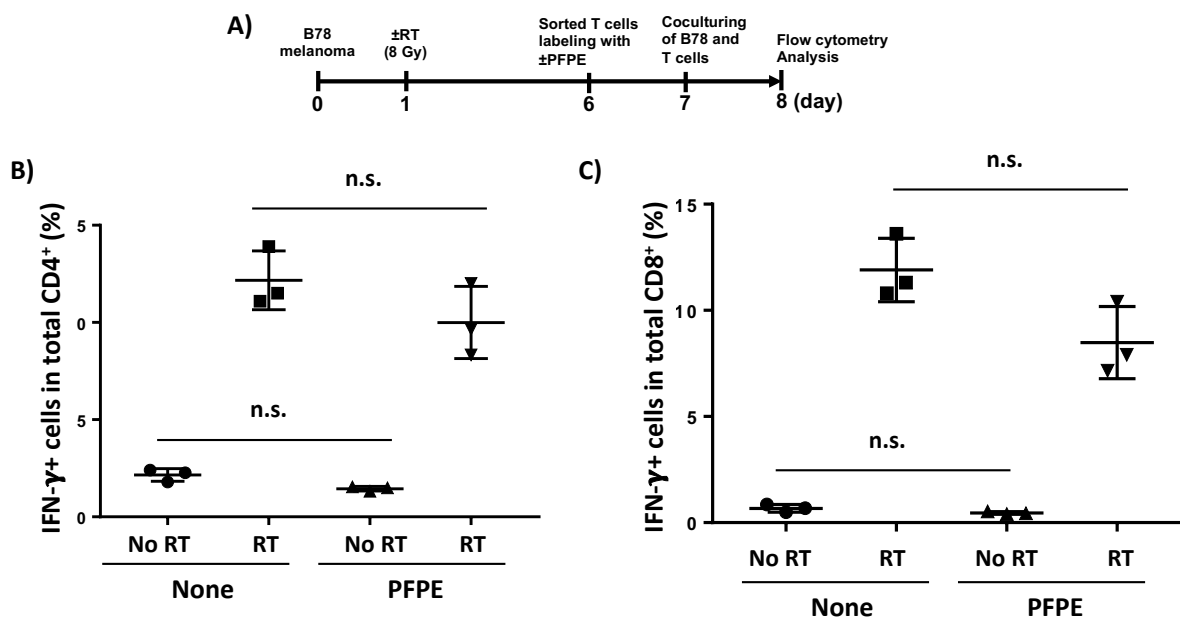 A)
B78
melanoma
±RT
(8 Gy)
Sorted T cells
labeling with
±PFPE
Coculturing
of B78 and
T cells
Flow cytometry
Analysis
0
1
6
7
8 (day)
B)
n.s.
n.s.
IFN-γ+ cells in total CD4+ (%)
5
0
5
0
No RT
RT
No RT
RT
None
PFPE
C)
n.s.
n.s.
IFN-γ+ cells in total CD8+ (%)
15
10
5
0
No RT
RT
No RT
RT
None
PFPE